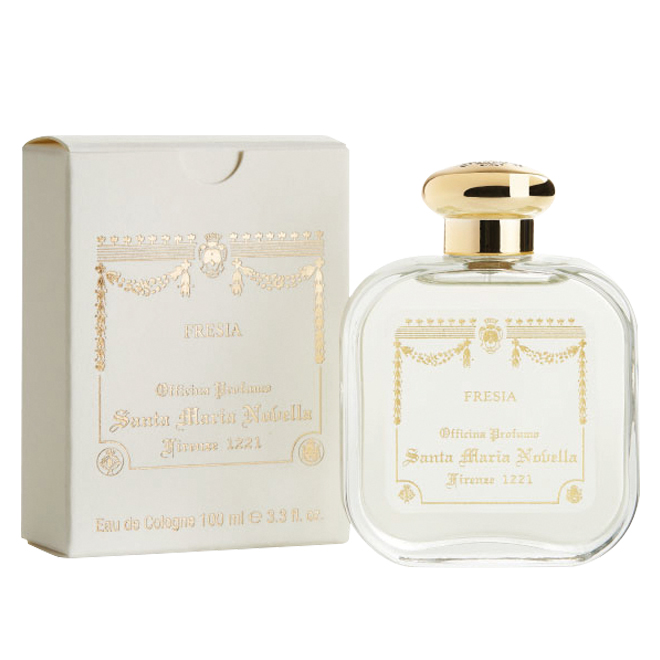 FRESIA
Officina Profumo
Santa Maria Novella
Firenze 1221
Eau de Cologne 100 ml ℮ 3.3 fl. oz.
FRESIA
Officina Profumo
Santa Maria Novella
Firenze 1221